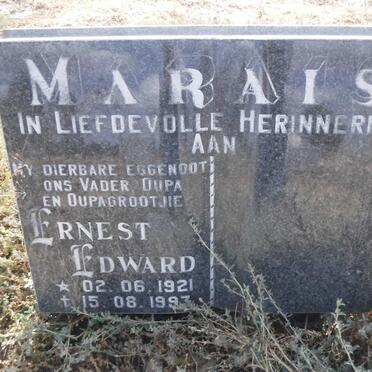 MARAIS
IN LIEFDEVOLLE HERINNERI
AAN
MY DIERBARE EGGENOOT
ONS VADER OUPA
EN OUPAGROOTJIE
ERNEST
EDWARD
* 02.06.1921
† 15.08.1993